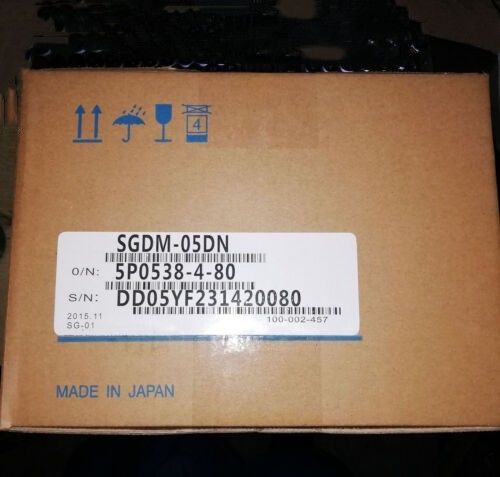 4
SGDM-05DN
O/N: 5P0538-4-80
S/N: DD05YF231420080
2015.11 100-002-457
SG-01
MADE IN JAPAN